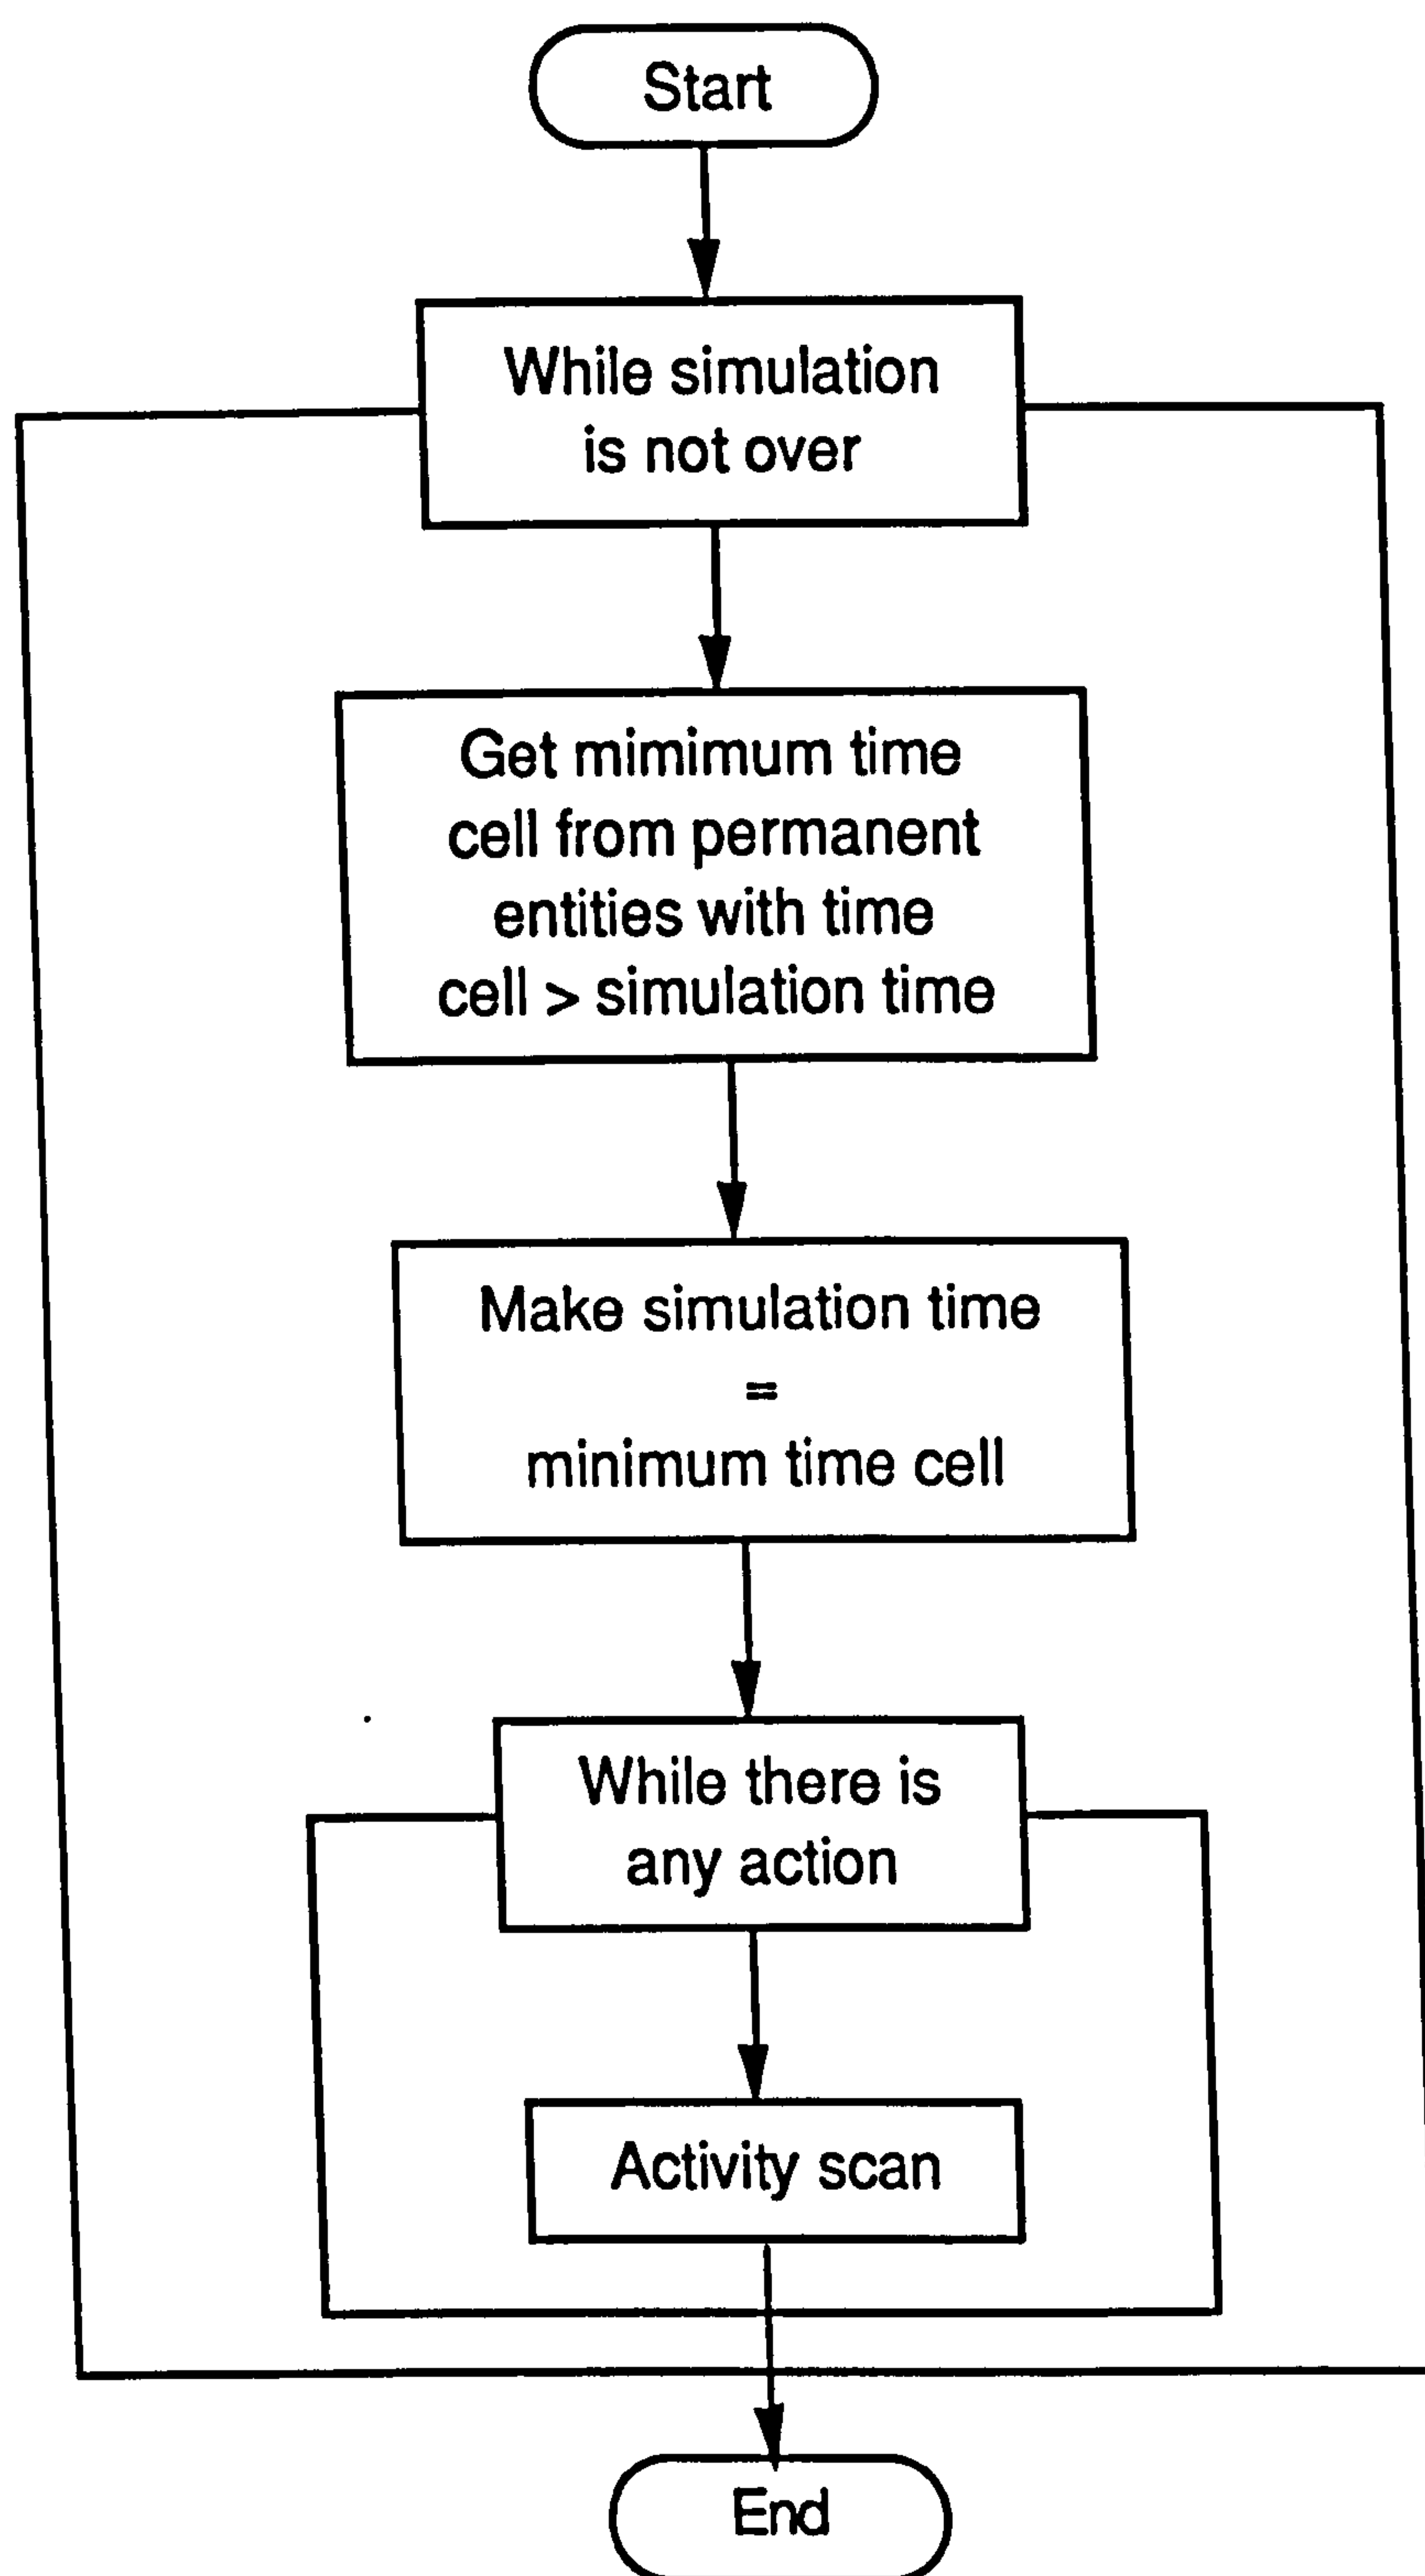 Start
While simulation
is not over
Get mimimum time
cell from permanent
entities with time
cell > simulation time
Make simulation time
=
minimum time cell
While there is
any action
Activity scan
End